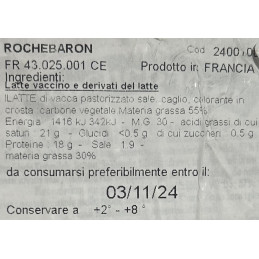 ROCHEBARON Cod. 2400
FR 43.025.001 CE Prodotto in: FRANCIA
Ingredienti:
Latte vaccino e derivati del latte
(LATTE di vacca pastorizzato sale, caglio, colorante in
crosta: carbone vegetale Materia grassa 55%
Energia : 1416 kJ 342kJ - M.G. 30 - acidi grassi di cui
saturi : 21 g - Glucidi <0.5 g di cui zuccheri : 0.5 g
Proteine : 18 g - Sale : 1.9 -
materia grassa 30%
da consumarsi preferibilmente entro il:
03/11/24
Conservare a +2° - +8°